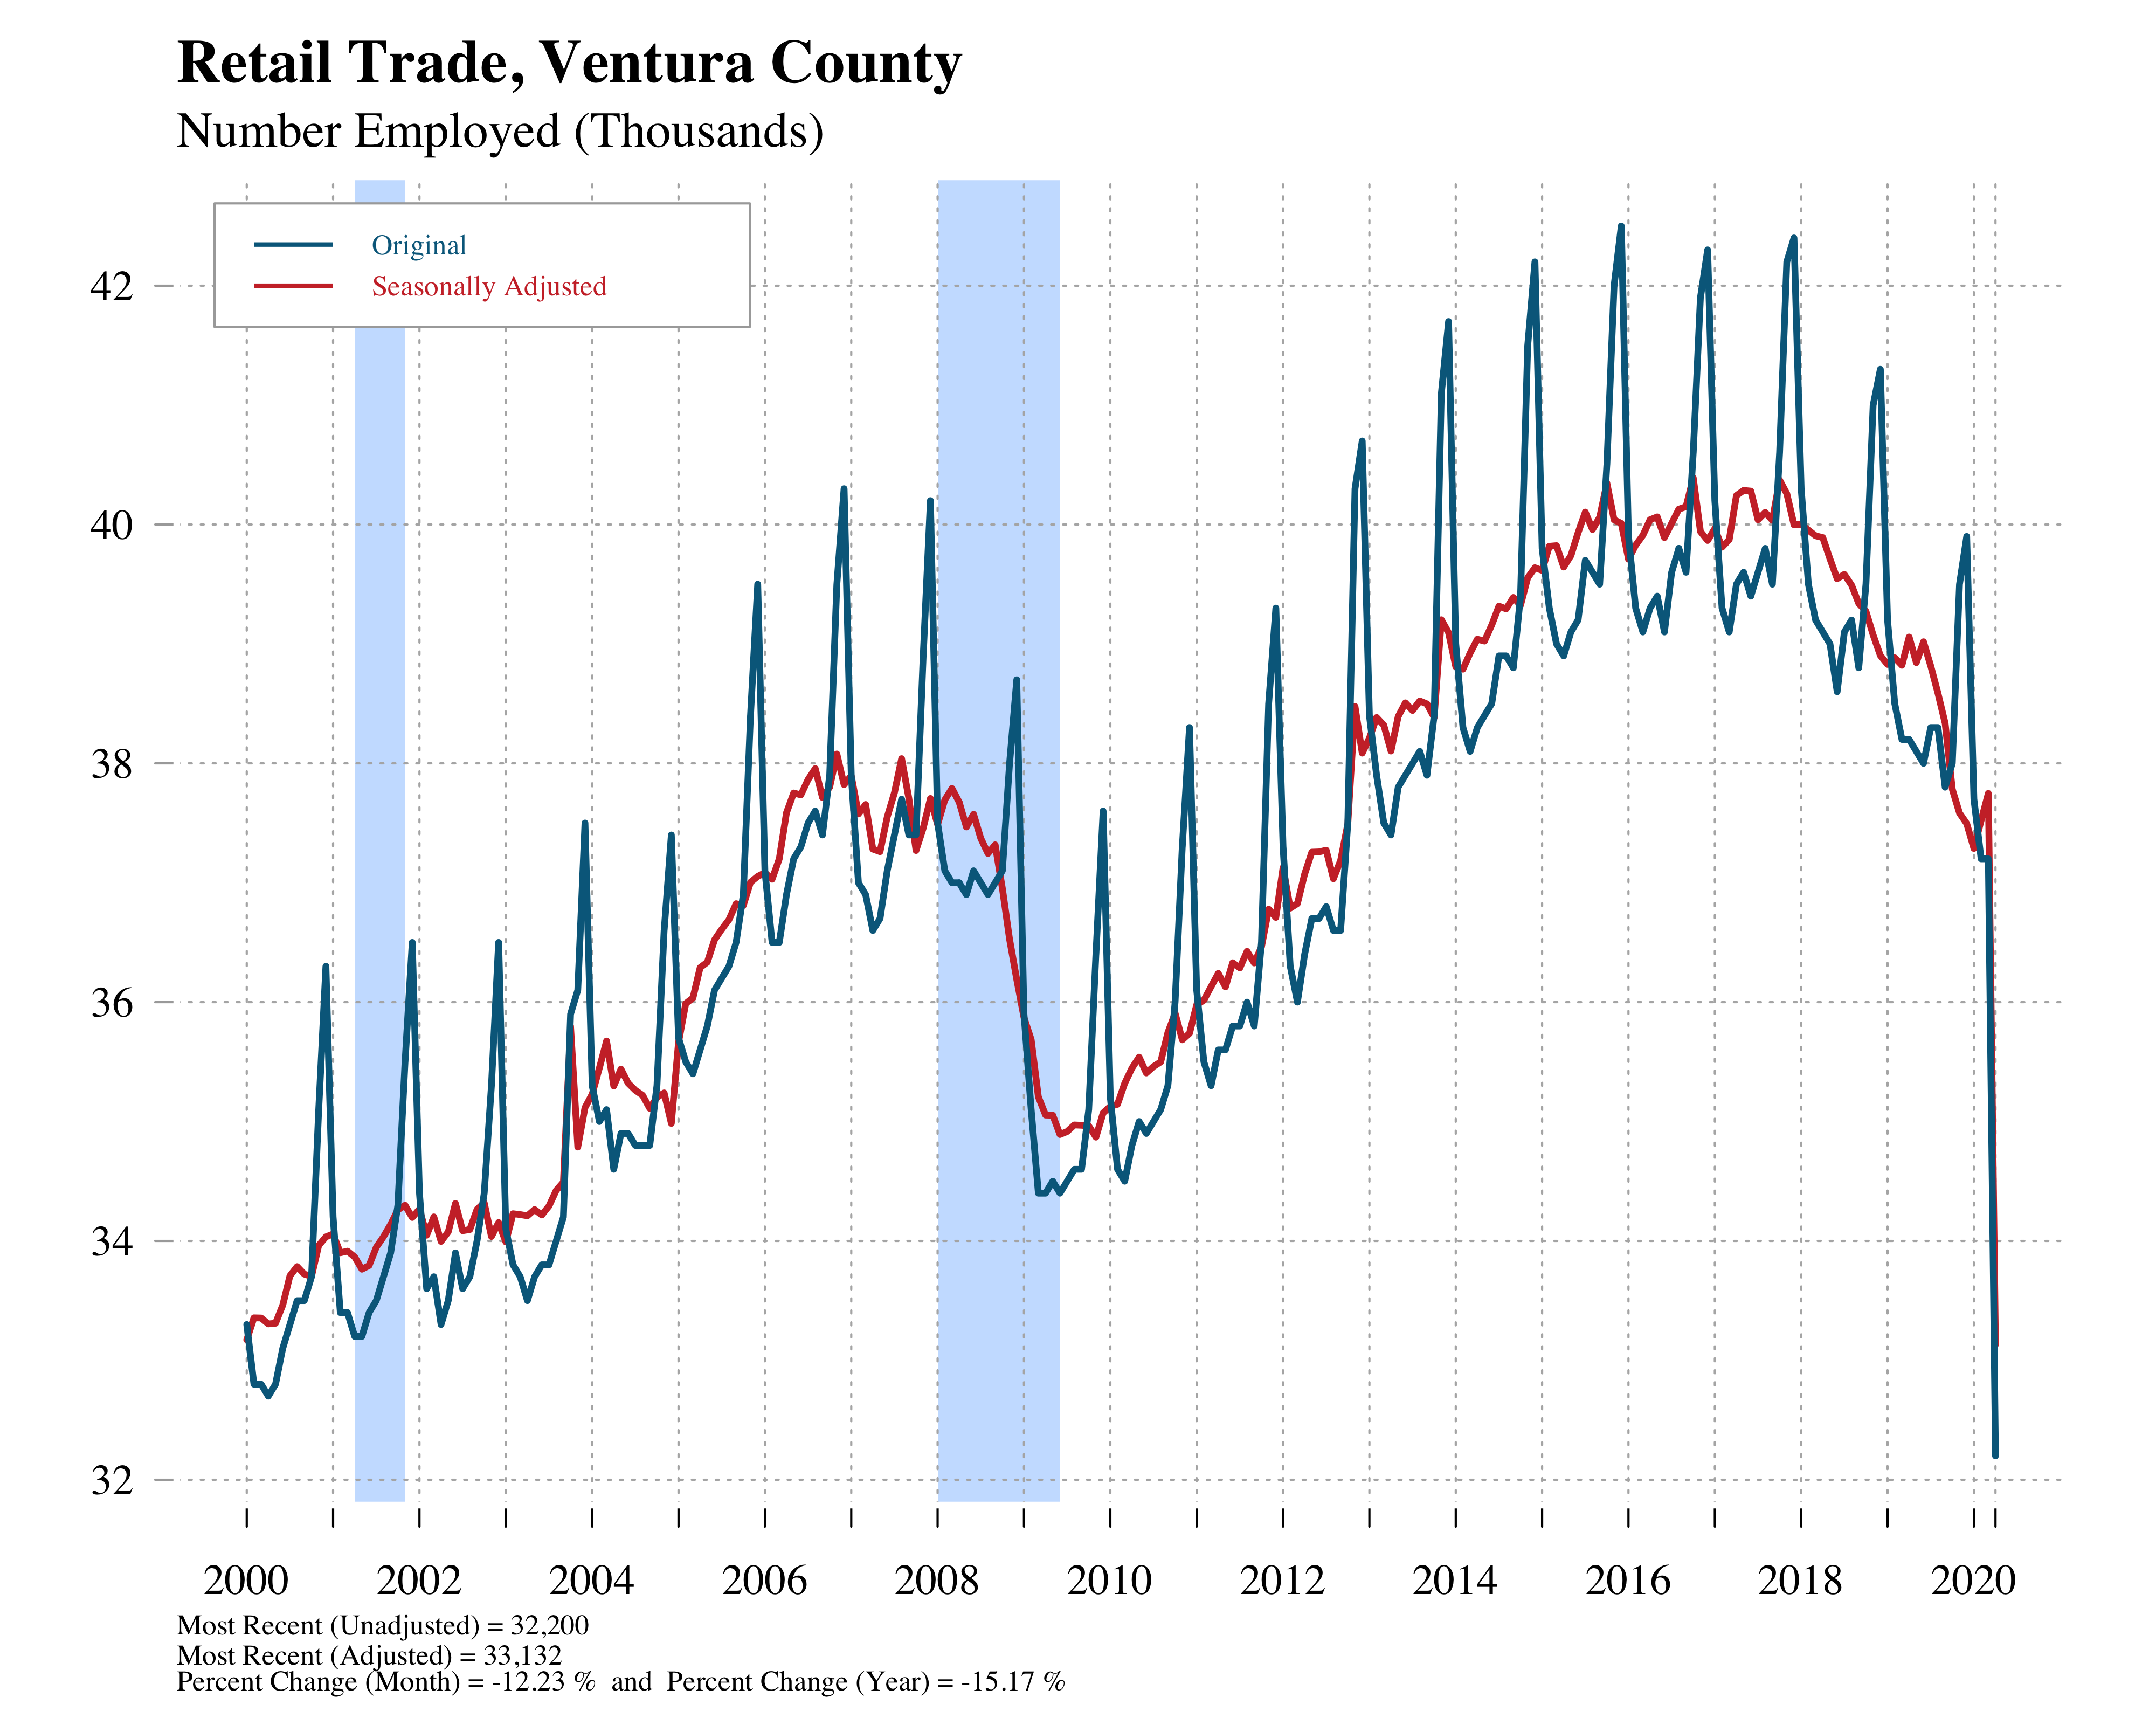 Retail Trade, Ventura County
Number Employed (Thousands)
Original
Seasonally Adjusted
42
40
38
36
34
32
2000 2002 2004 2006 2008 2010 2012 2014 2016 2018 2020
Most Recent (Unadjusted) = 32,200
Most Recent (Adjusted) = 33,132
Percent Change (Month) = -12.23 % and Percent Change (Year) = -15.17 %